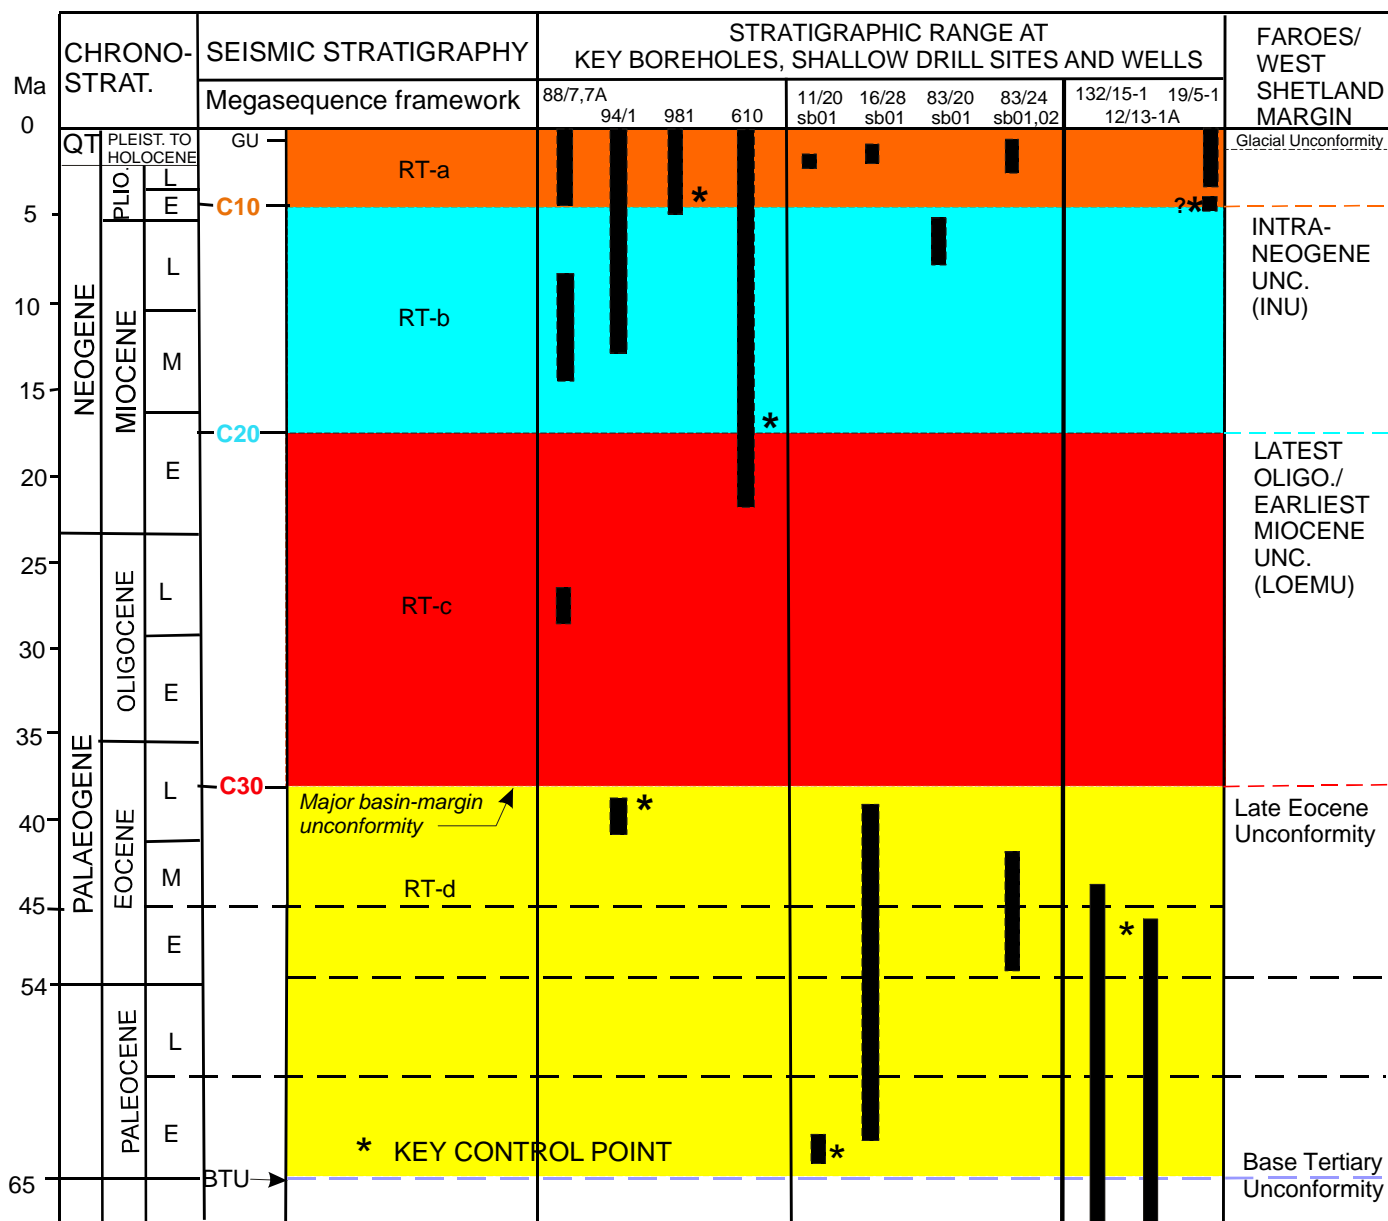 CHRONO-
STRAT.
SEISMIC STRATIGRAPHY
STRATIGRAPHIC RANGE AT
KEY BOREHOLES, SHALLOW DRILL SITES AND WELLS
FAROES/
WEST
SHETLAND
MARGIN
Ma
Megasequence framework
88/7,7A
94/1
981
610
11/20
sb01
16/28
sb01
83/20
sb01
83/24
sb01,02
132/15-1
12/13-1A
19/5-1
0
QT
PLEIST. TO
HOLOCENE
GU
Glacial Unconformity
RT-a
PLIO.
L
E
C10
*
?*
5
INTRA-
NEOGENE
UNC.
(INU)
NEOGENE
MIOCENE
L
10
RT-b
M
15
*
C20
E
20
LATEST
OLIGO./
EARLIEST
MIOCENE
UNC.
(LOEMU)
25
PALAEOGENE
OLIGOCENE
L
RT-c
30
E
35
EOCENE
L
C30
Major basin-margin
unconformity
*
Late Eocene
Unconformity
40
M
RT-d
45
*
E
54
PALEOCENE
L
E
* KEY CONTROL POINT
*
65
BTU
Base Tertiary
Unconformity